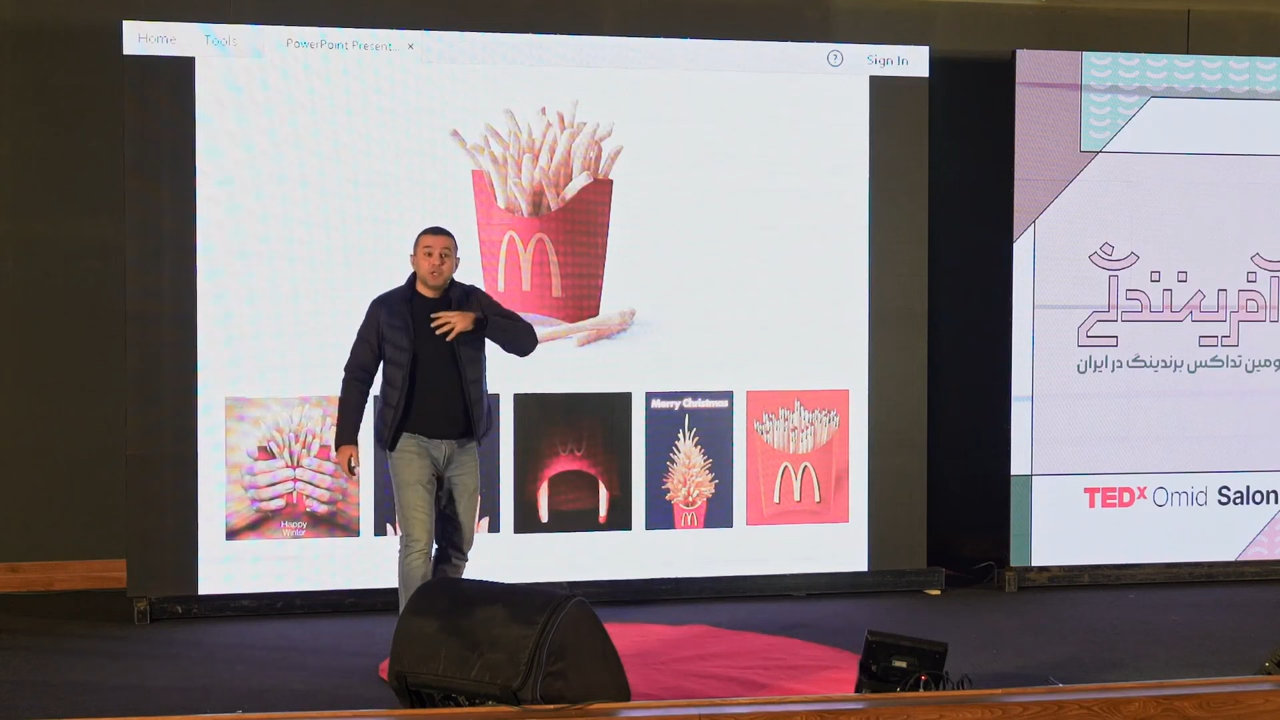 Home Tools PowerPoint Present... ×
? Sign In
Happy
Winter
Merry Christmas
آفرینندگی
ومین تداکس برندینگ در ایران
TEDx Omid Salon